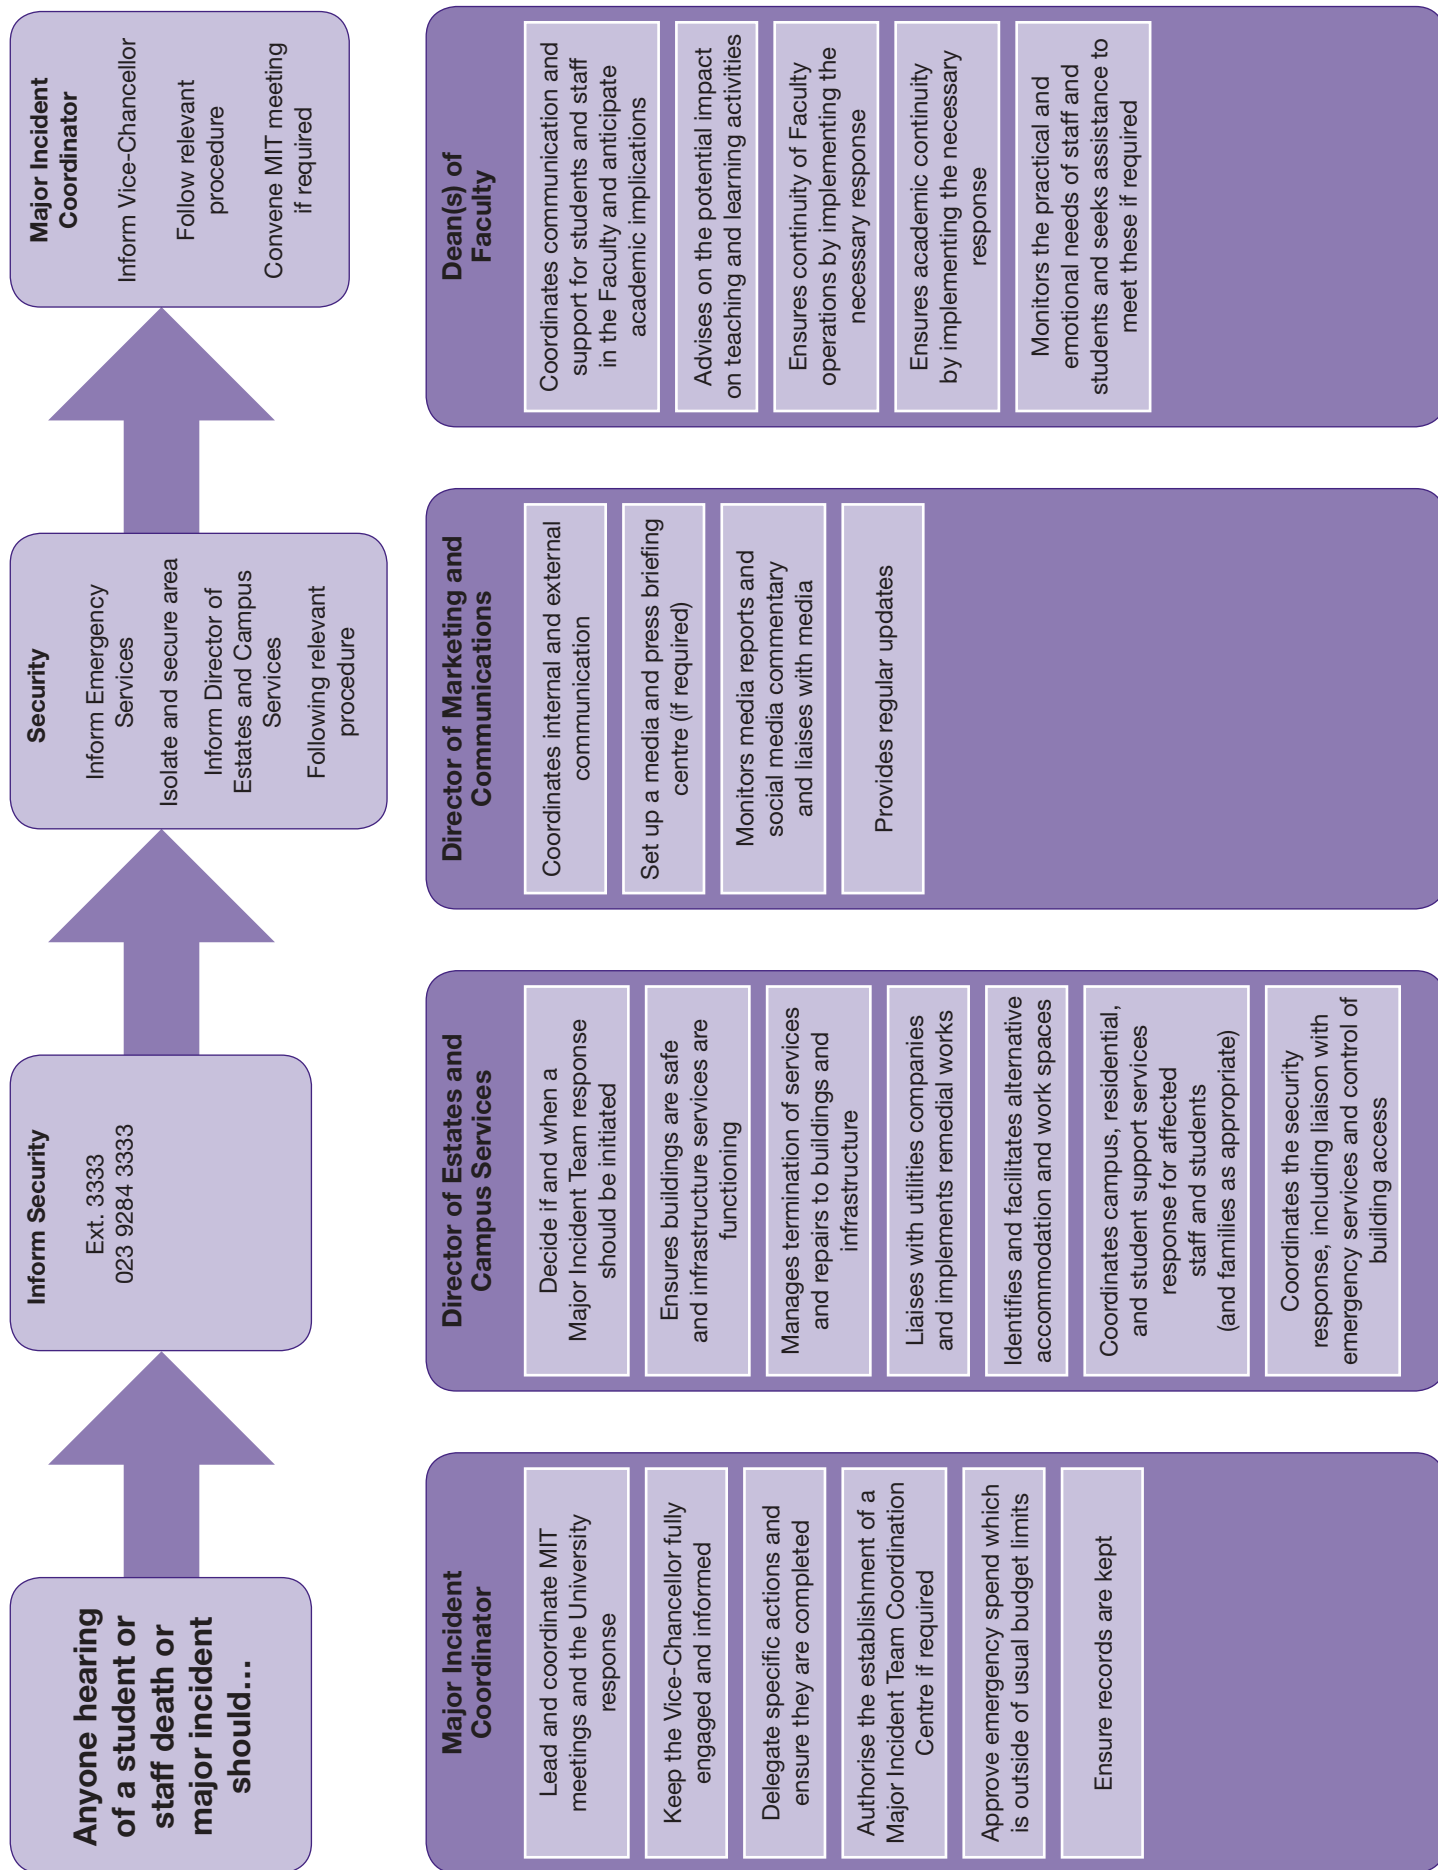 Anyone hearing
of a student or
staff death or
major incident
should...
Inform Security
Ext. 3333
023 9284 3333
Security
Inform Emergency
Services
Isolate and secure area
Inform Director of
Estates and Campus
Services
Following relevant
procedure
Major Incident
Coordinator
Inform Vice-Chancellor
Follow relevant
procedure
Convene MIT meeting
if required
Major Incident
Coordinator
Lead and coordinate MIT
meetings and the University
response
Keep the Vice-Chancellor fully
engaged and informed
Delegate specific actions and
ensure they are completed
Authorise the establishment of a
Major Incident Team Coordination
Centre if required
Approve emergency spend which
is outside of usual budget limits
Ensure records are kept
Director of Estates and
Campus Services
Decide if and when a
Major Incident Team response
should be initiated
Ensures buildings are safe
and infrastructure services are
functioning
Manages termination of services
and repairs to buildings and
infrastructure
Liaises with utilities companies
and implements remedial works
Identifies and facilitates alternative
accommodation and work spaces
Coordinates campus, residential,
and student support services
response for affected
staff and students
(and families as appropriate)
Coordinates the security
response, including liaison with
emergency services and control of
building access
Director of Marketing and
Communications
Coordinates internal and external
communication
Set up a media and press briefing
centre (if required)
Monitors media reports and
social media commentary
and liaises with media
Provides regular updates
Dean(s) of
Faculty
Coordinates communication and
support for students and staff
in the Faculty and anticipate
academic implications
Advises on the potential impact
on teaching and learning activities
Ensures continuity of Faculty
operations by implementing the
necessary response
Ensures academic continuity
by implementing the necessary
response
Monitors the practical and
emotional needs of staff and
students and seeks assistance to
meet these if required